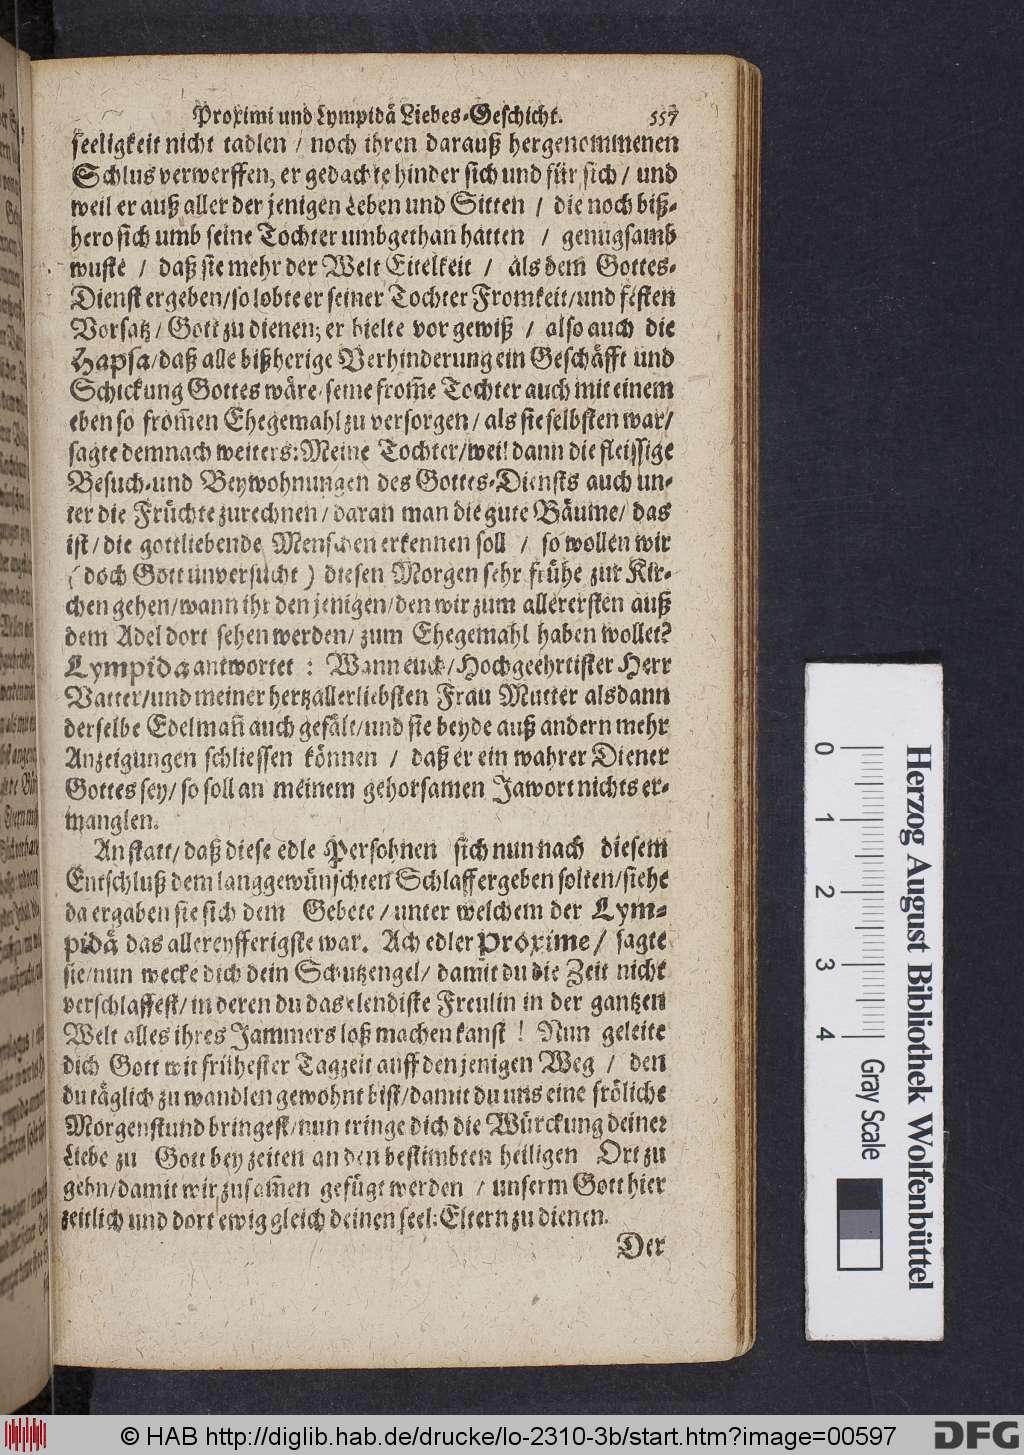 Proximi und Lympidâ Liebes-Geschicht. 557
seeligkeit nicht tadlen / noch ihren darauß hergenommenen
Schlus verwerffen, er gedachte hinder sich und für sich / und
weil er auß aller der jenigen Leben und Sitten / die noch biß-
hero sich umb seine Tochter umbgethan hatten / genugsamb
wuste / daß sie mehr der Welt Eitelkeit / als dem Gottes-
Dienst ergeben / so lobte er seiner Tochter Fromkeit / und festen
Vorsatz / Gott zu dienen; er hielte vor gewiß / also auch die
Hapsa / daß alle bißherige Verhinderung ein Geschäfft und
Schickung Gottes wäre / seine from̄e Tochter auch mit einem
eben so from̄en Ehegemahl zu versorgen / als sie selbsten war /
sagte demnach weiters: Meine Tochter / weil dann die fleissige
Besuch- und Beywohnungen des Gottes-Diensts auch un-
ter die Früchte zurechnen / daran man die gute Bäume / das
ist / die gottliebende Menschen erkennen soll / so wollen wir
( doch Gott unversucht ) diesen Morgen sehr frühe zur Kir-
chen gehen / wann ihr den jenigen / den wir zum allerersten auß
dem Adel dort sehen werden / zum Ehegemahl haben wollet?
Lympida antwortet : Wann euch / Hochgeehrtister Herr
Vatter / und meiner hertzallerliebsten Frau Mutter alsdann
derselbe Edelman̄ auch gefält / und sie beyde auß andern mehr
Anzeigungen schliessen können / daß er ein wahrer Diener
Gottes sey / so soll an meinem gehorsamen Jawort nichts er-
manglen.
Anstatt / daß diese edle Persohnen sich nun nach diesem
Entschluß dem langgewünschten Schlaff ergeben solten / siehe
da ergaben sie sich dem Gebete / unter welchem der Lym-
pidâ das allereyfferigste war. Ach edler Proxime / sagte
sie / nun wecke dich dein Schutzengel / damit du die Zeit nicht
verschlaffest / in deren du das elendiste Freulin in der gantzen
Welt alles ihres Jammers loß machen kanst ! Nun geleite
dich Gott mit frühester Tagzeit auff den jenigen Weg / den
du täglich zu wandlen gewohnt bist / damit du uns eine fröliche
Morgenstund bringest / nun tringe dich die Würckung deiner
Liebe zu Gott bey zeiten an den bestimbten heiligen Ort zu
gehn / damit wir zusam̄en gefügt werden / unserm Gott hier
zeitlich und dort ewig gleich deinen seel: Eltern zu dienen.
Der
Herzog August Bibliothek Wolfenbüttel
0 1 2 3 4 Gray Scale
© HAB http://diglib.hab.de/drucke/lo-2310-3b/start.htm?image=00597
DFG